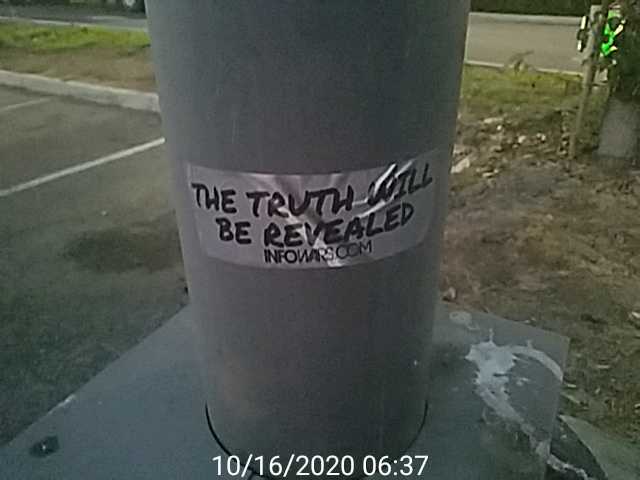 THE TRUTH WILL
BE REVEALED
INFOWARS.COM
10/16/2020 06:37